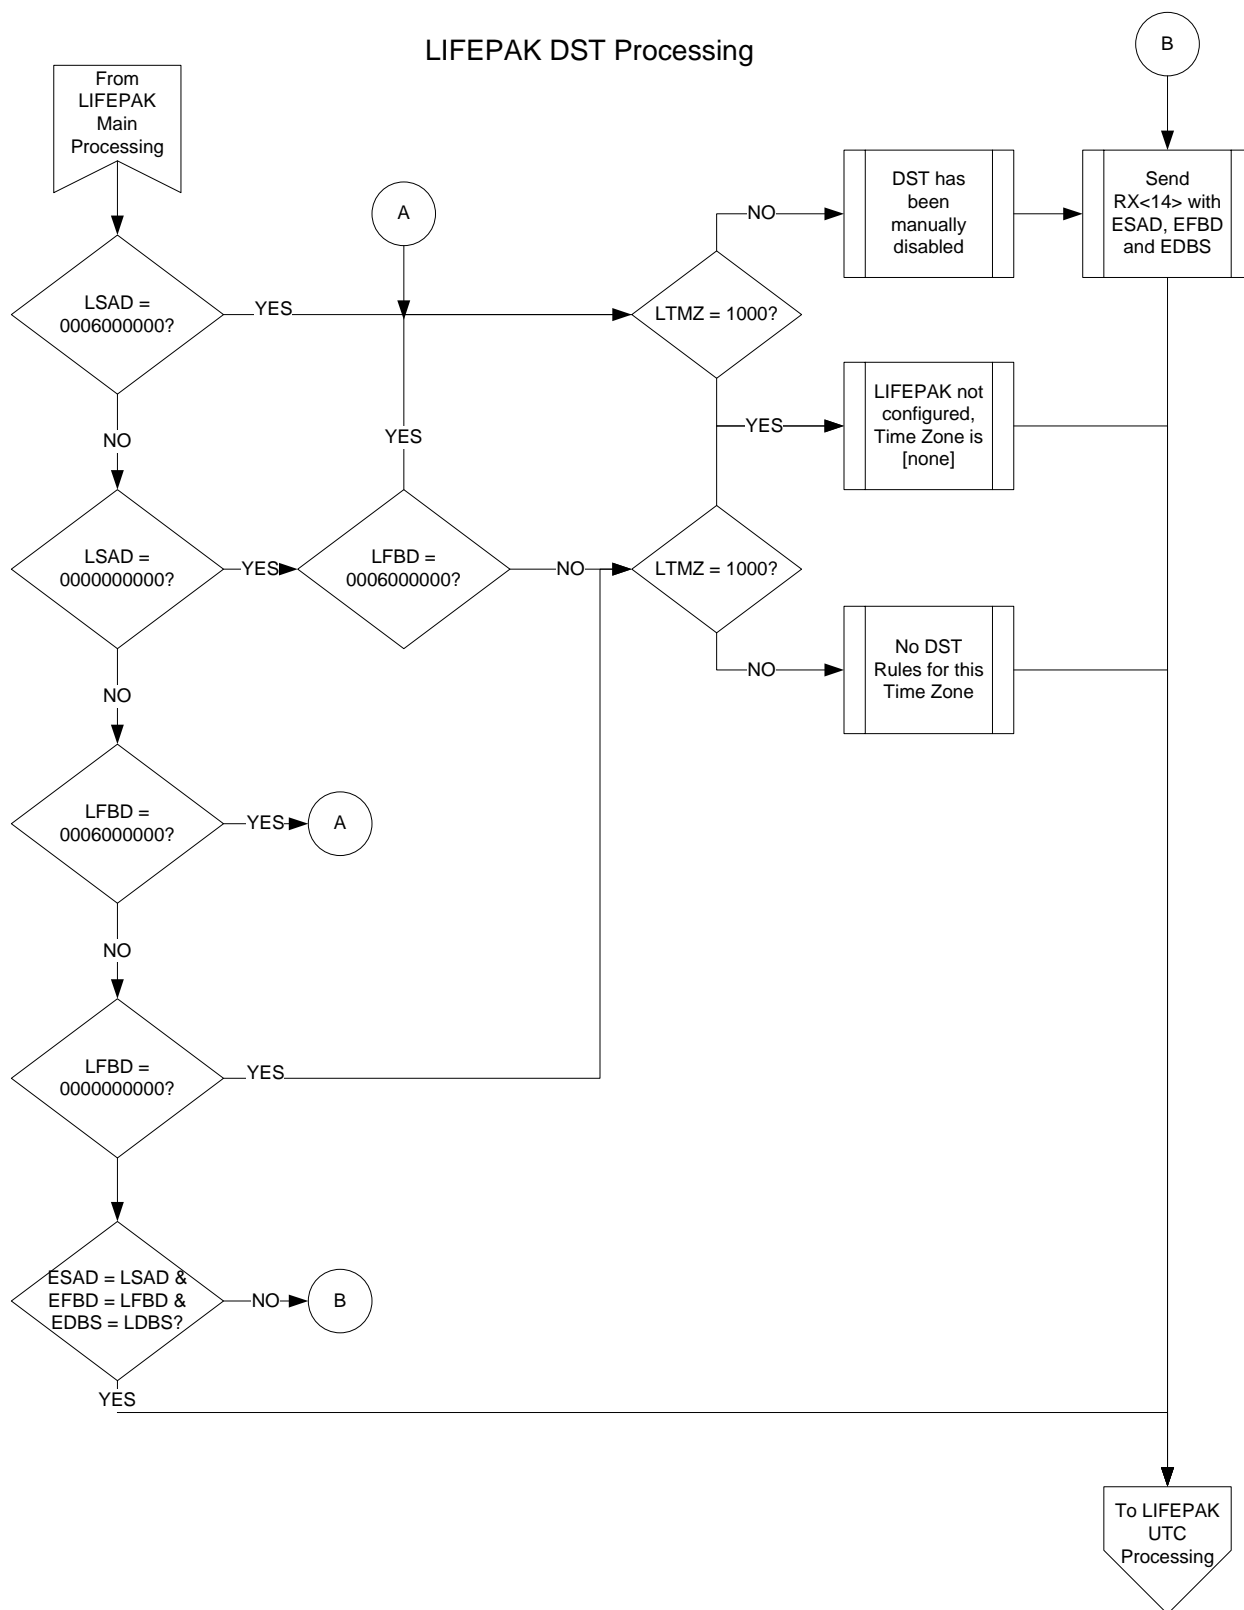 LIFEPAK DST Processing
B
From
LIFEPAK
Main
Processing
A
DST has
been
manually
disabled
Send
RX<14> with
ESAD, EFBD
and EDBS
NO
LSAD =
0006000000?
YES
LTMZ = 1000?
LIFEPAK not
configured,
Time Zone is
[none]
YES
YES
NO
LSAD =
0000000000?
YES
LFBD =
0006000000?
NO
LTMZ = 1000?
No DST
Rules for this
Time Zone
NO
NO
LFBD =
0006000000?
YES
A
NO
LFBD =
0000000000?
YES
ESAD = LSAD &
EFBD = LFBD &
EDBS = LDBS?
NO
B
YES
To LIFEPAK
UTC
Processing